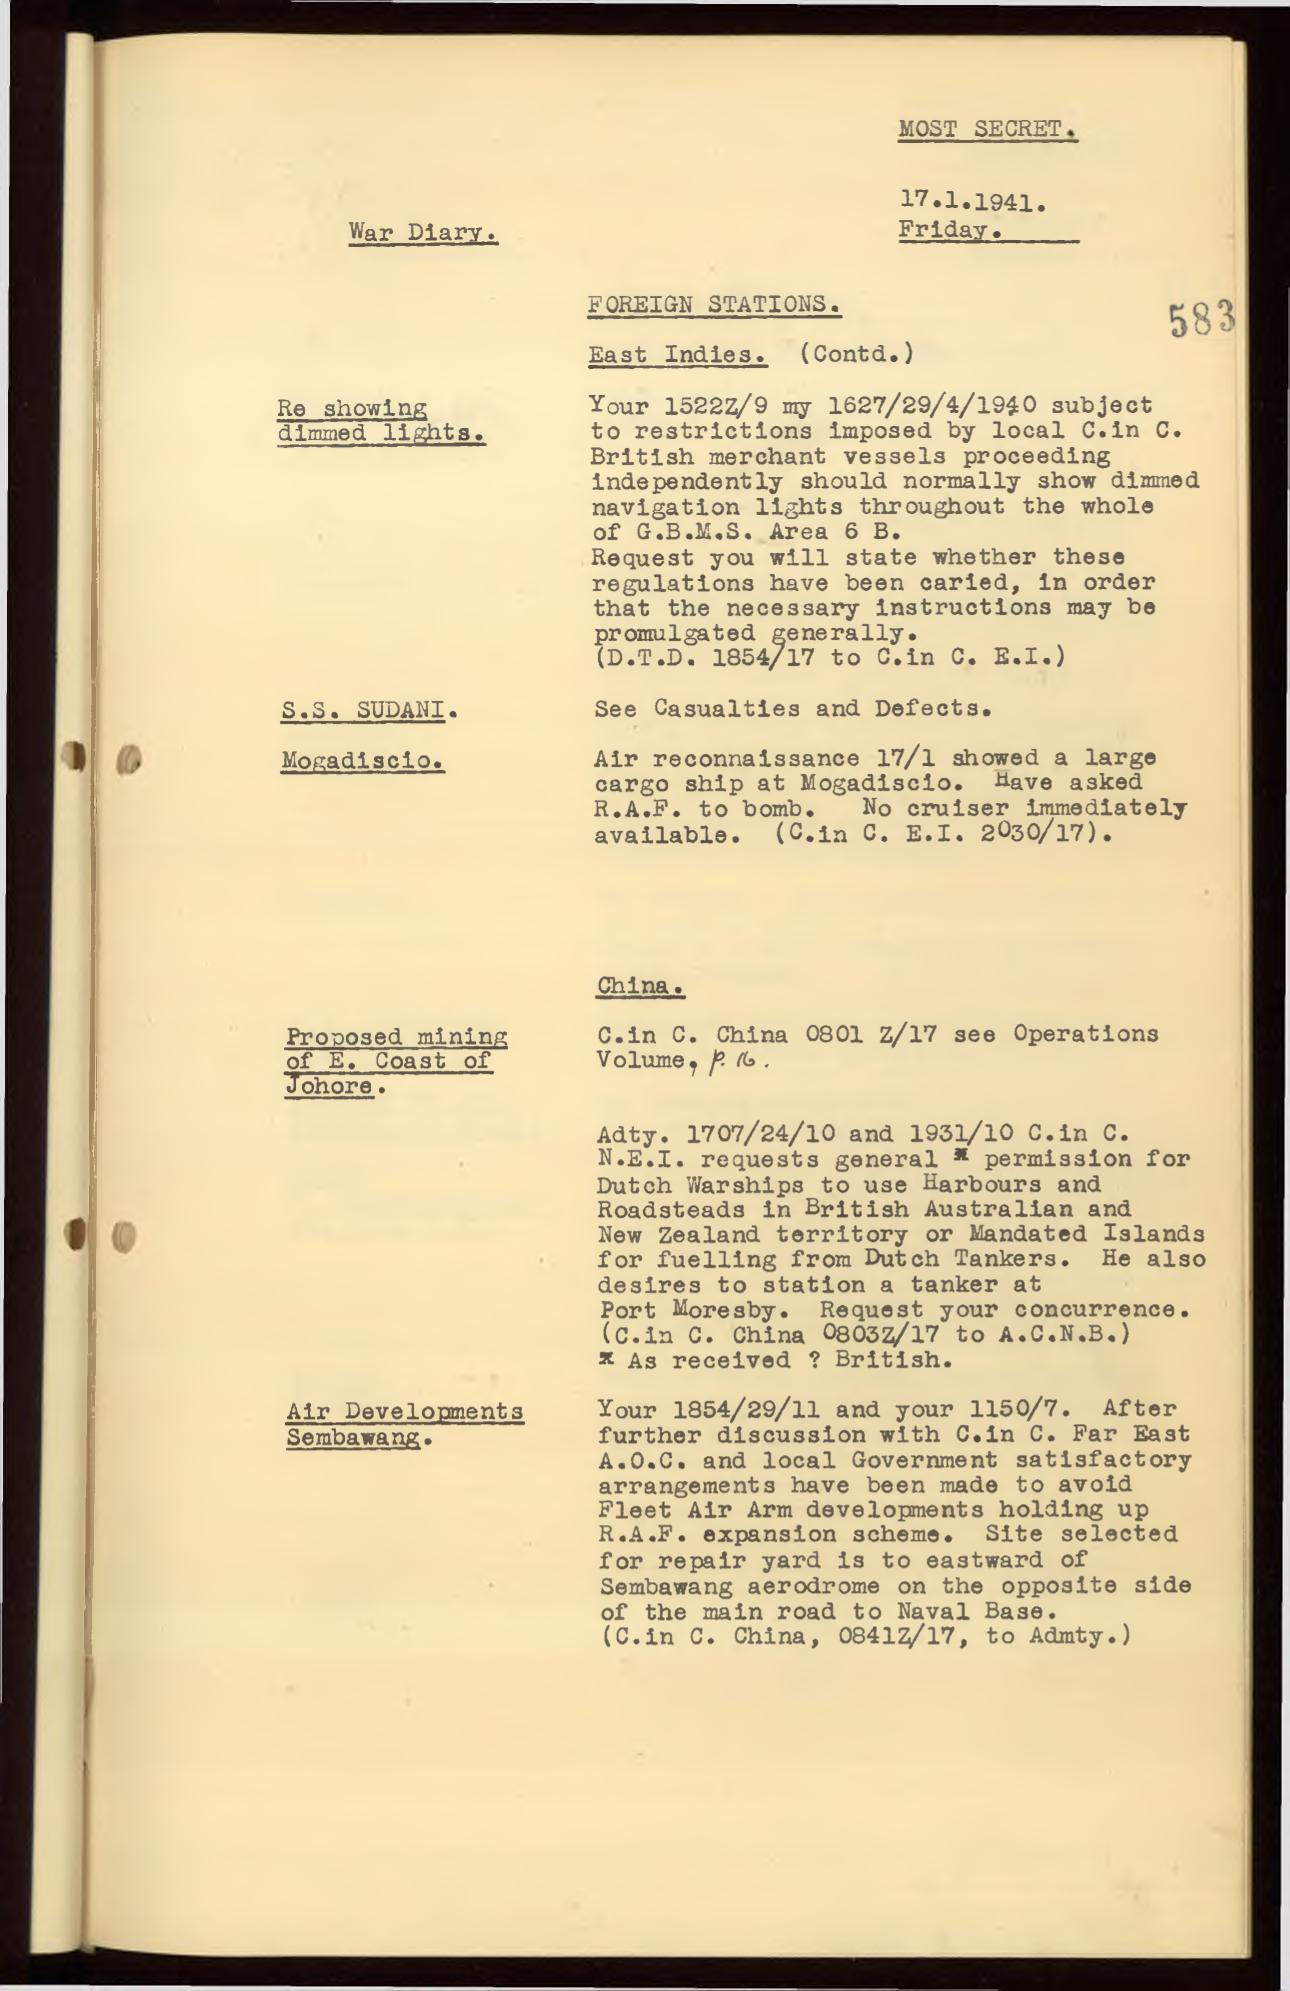 MOST SECRET.
17.1.1941.
War Diary.
Friday.
FOREIGN STATIONS.
583
East Indies. (Contd.)
Re showing
dimmed lights.
Your 1522Z/9 my 1627/29/4/1940 subject
to restrictions imposed by local C.in C.
British merchant vessels proceeding
independently should normally show dimmed
navigation lights throughout the whole
of G.B.M.S. Area 6 B.
Request you will state whether these
regulations have been caried, in order
that the necessary instructions may be
promulgated generally.
(D.T.D. 1854/17 to C.in C. E.I.)
S.S. SUDANI.
See Casualties and Defects.
Mogadiscio.
Air reconnaissance 17/1 showed a large
cargo ship at Mogadiscio. Have asked
R.A.F. to bomb. No cruiser immediately
available. (C.in C. E.I. 2030/17).
China.
Proposed mining
of E. Coast of
Johore.
C.in C. China 0801 Z/17 see Operations
Volume, p. 16.
Adty. 1707/24/10 and 1931/10 C.in C.
N.E.I. requests general * permission for
Dutch Warships to use Harbours and
Roadsteads in British Australian and
New Zealand territory or Mandated Islands
for fuelling from Dutch Tankers. He also
desires to station a tanker at
Port Moresby. Request your concurrence.
(C.in C. China 0803Z/17 to A.C.N.B.)
* As received ? British.
Air Developments
Sembawang.
Your 1854/29/11 and your 1150/7. After
further discussion with C.in C. Far East
A.O.C. and local Government satisfactory
arrangements have been made to avoid
Fleet Air Arm developments holding up
R.A.F. expansion scheme. Site selected
for repair yard is to eastward of
Sembawang aerodrome on the opposite side
of the main road to Naval Base.
(C.in C. China, 0841Z/17, to Admty.)